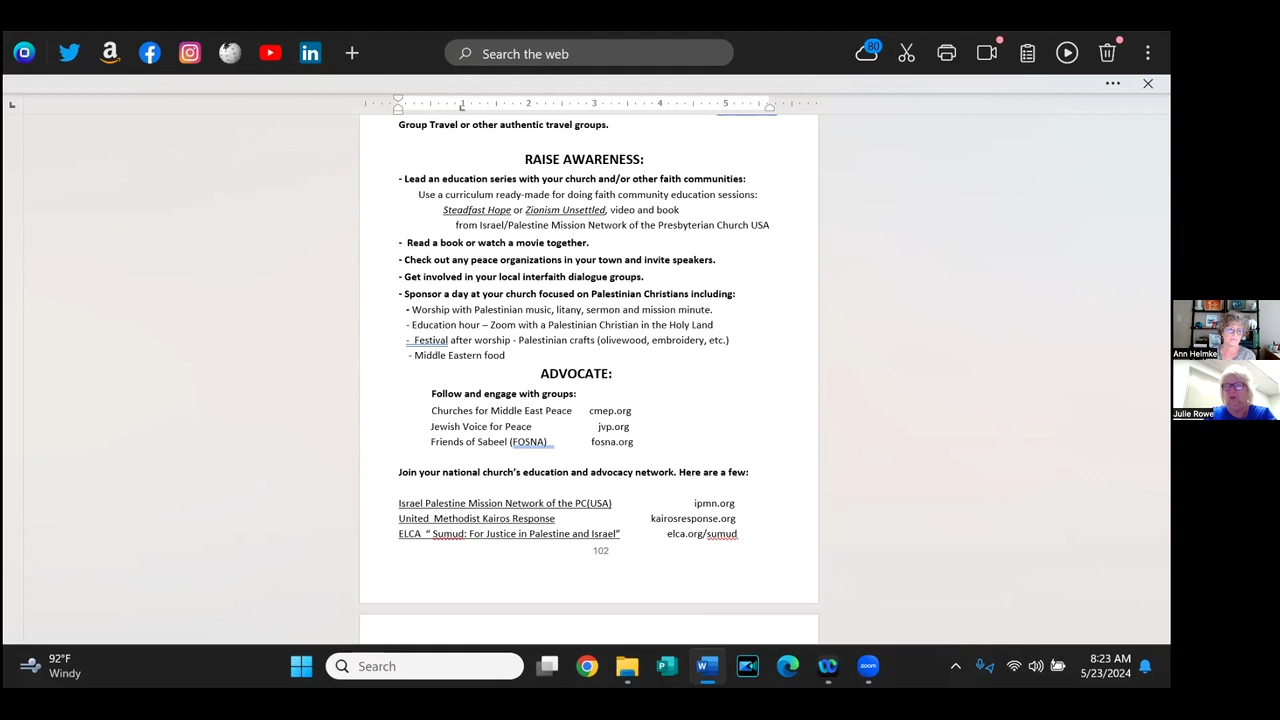 Search the web
80
1 2 3 4 5
Group Travel or other authentic travel groups.
RAISE AWARENESS:
- Lead an education series with your church and/or other faith communities:
Use a curriculum ready-made for doing faith community education sessions:
Steadfast Hope or Zionism Unsettled, video and book
from Israel/Palestine Mission Network of the Presbyterian Church USA
- Read a book or watch a movie together.
- Check out any peace organizations in your town and invite speakers.
- Get involved in your local interfaith dialogue groups.
- Sponsor a day at your church focused on Palestinian Christians including:
- Worship with Palestinian music, litany, sermon and mission minute.
- Education hour – Zoom with a Palestinian Christian in the Holy Land
- Festival after worship - Palestinian crafts (olivewood, embroidery, etc.)
- Middle Eastern food
ADVOCATE:
Follow and engage with groups:
Churches for Middle East Peace cmep.org
Jewish Voice for Peace jvp.org
Friends of Sabeel (FOSNA) fosna.org
Join your national church's education and advocacy network. Here are a few:
Israel Palestine Mission Network of the PC(USA) ipmn.org
United Methodist Kairos Response kairosresponse.org
ELCA “ Sumud: For Justice in Palestine and Israel” elca.org/sumud
102
Ann Helmke
Julie Rowe
92°F
Windy
Search
zoom
8:23 AM
5/23/2024